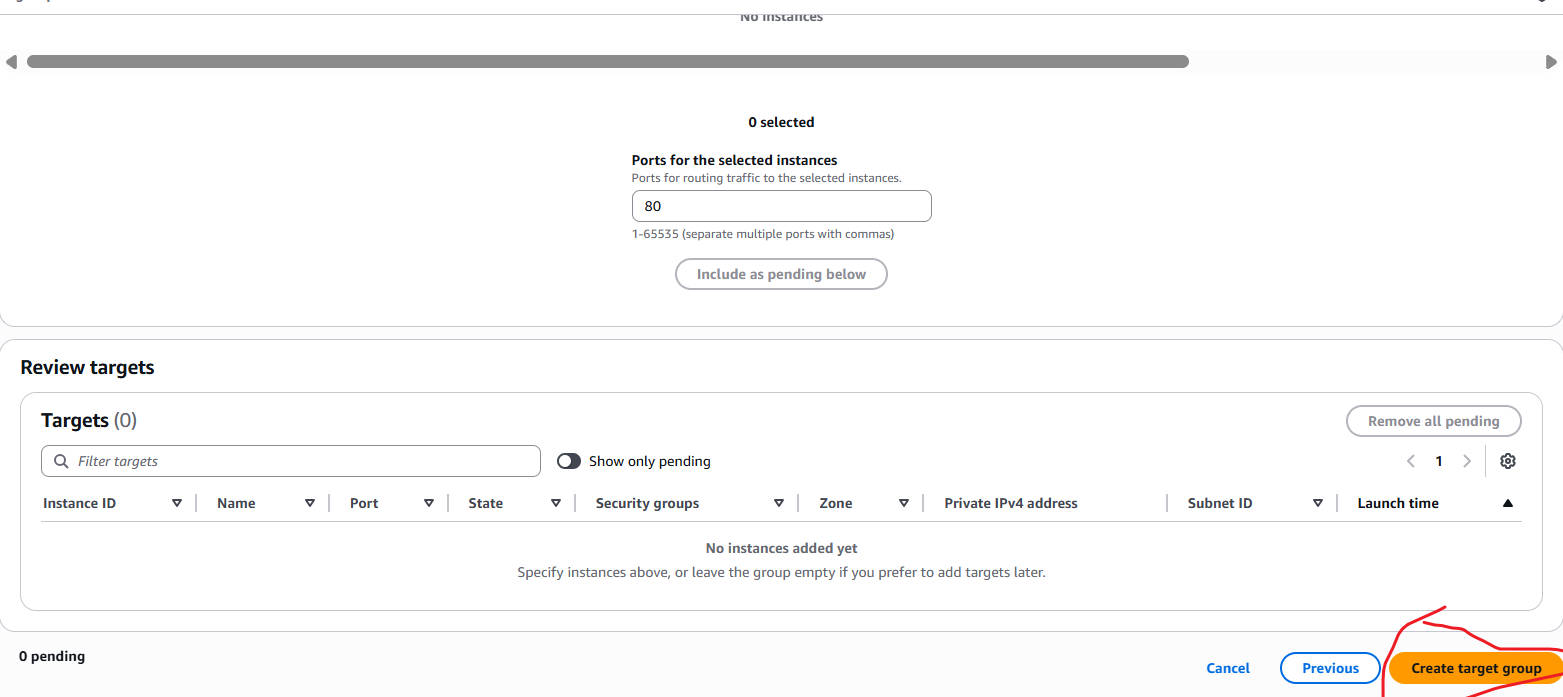 No instances
0 selected
Ports for the selected instances
Ports for routing traffic to the selected instances.
80
1-65535 (separate multiple ports with commas)
Include as pending below
Review targets
Targets (0)
Remove all pending
Filter targets
Show only pending
1
Instance ID Name Port State Security groups Zone Private IPv4 address Subnet ID Launch time
No instances added yet
Specify instances above, or leave the group empty if you prefer to add targets later.
0 pending
Cancel Previous Create target group